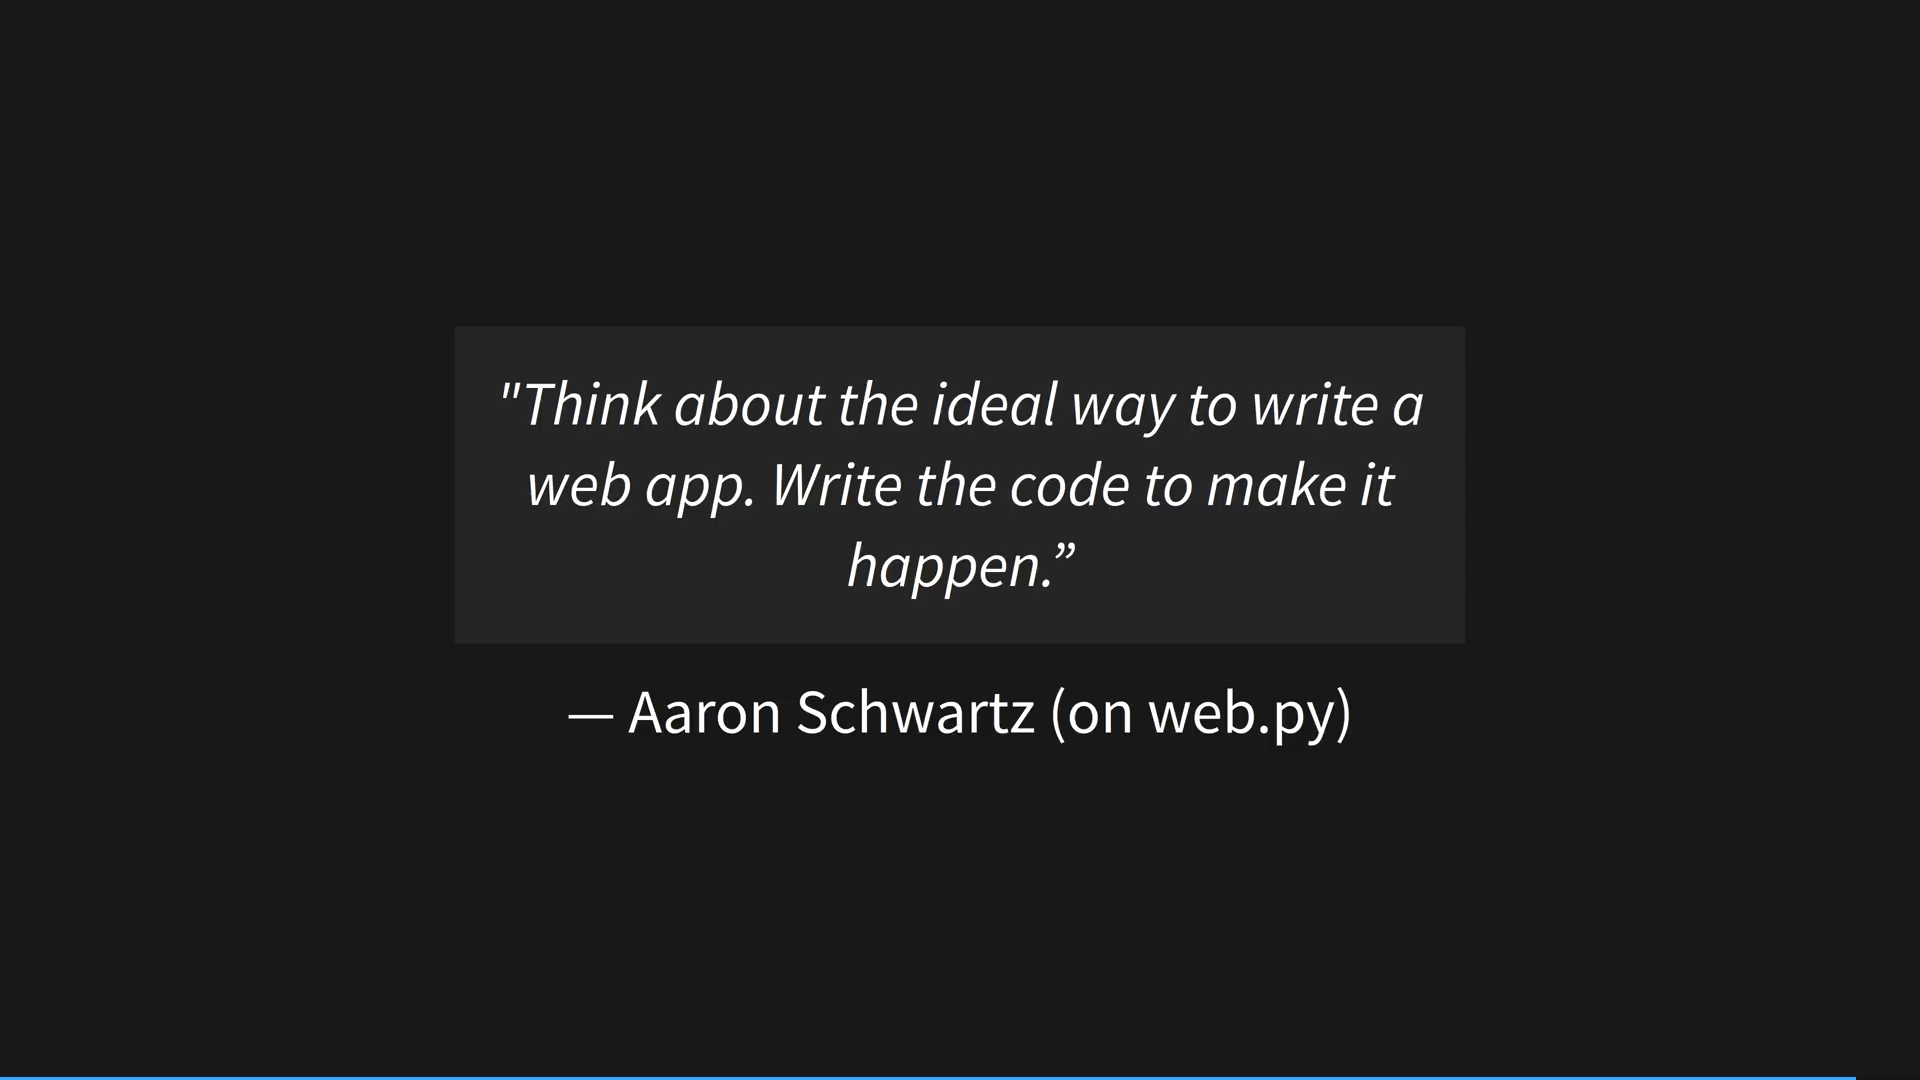 "Think about the ideal way to write a
web app. Write the code to make it
happen.”
— Aaron Schwartz (on web.py)